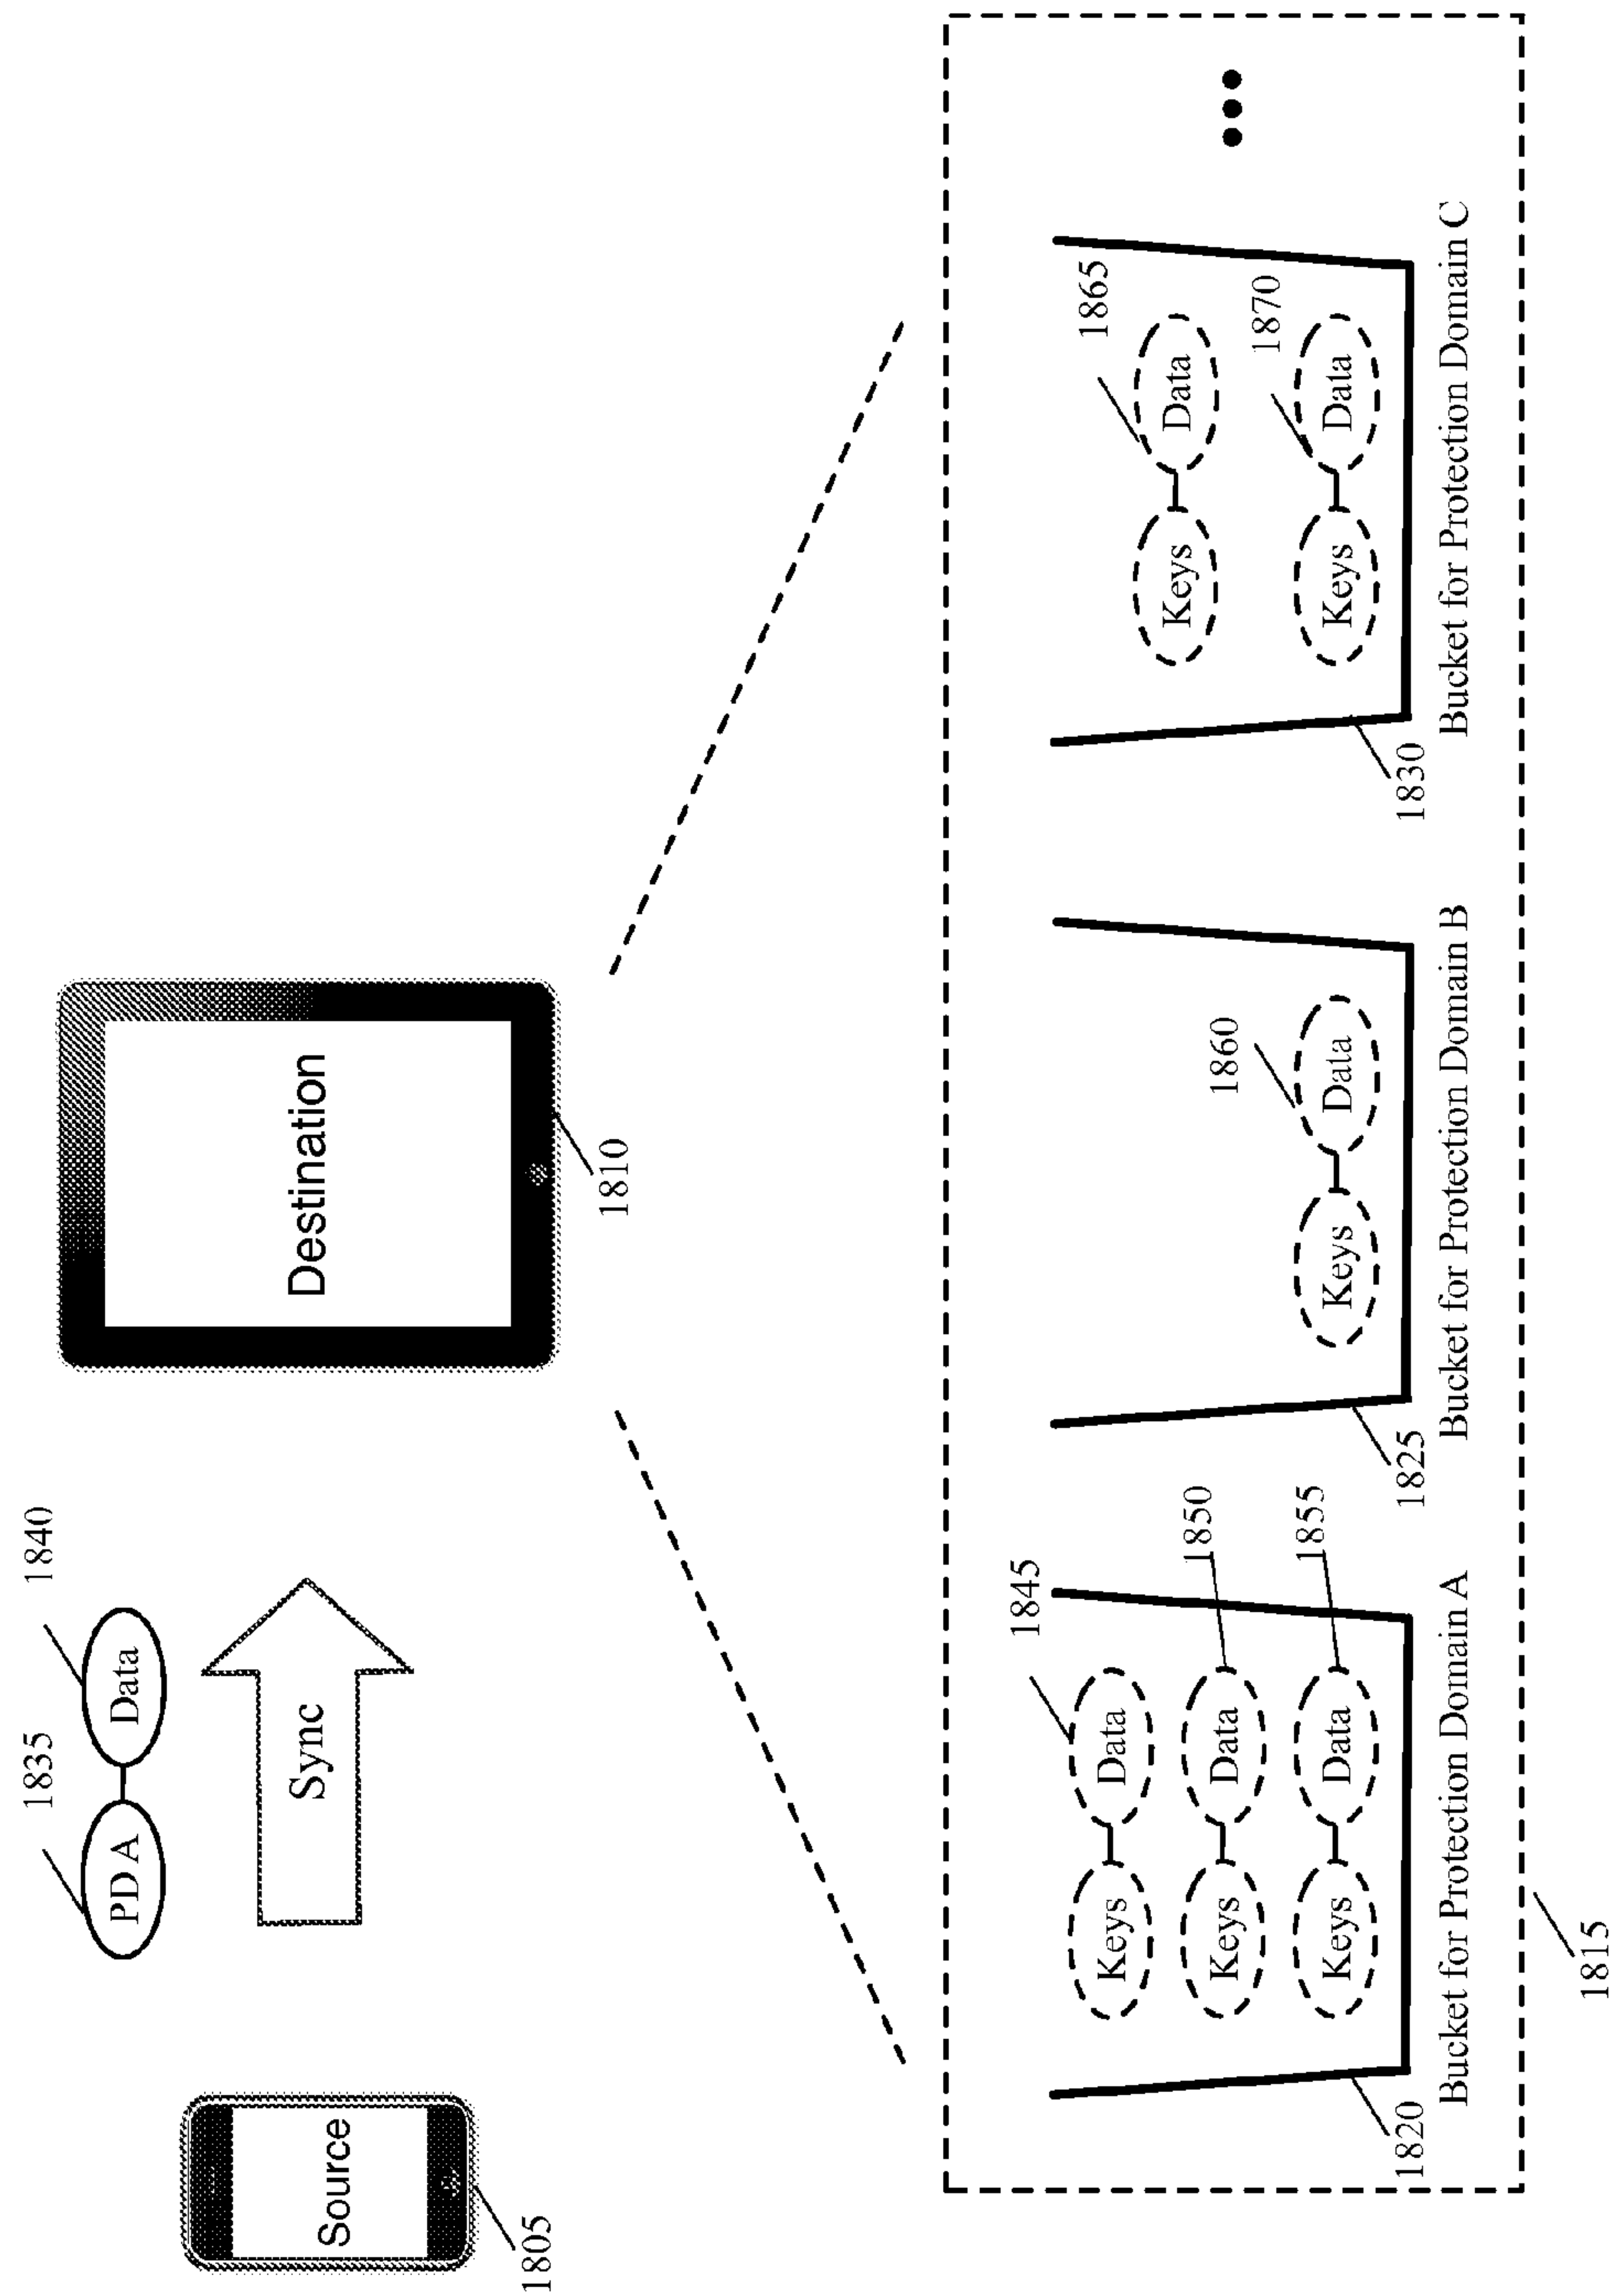 1835
1840
PD A
Data
Source
Sync
Destination
1805
1810
1845
1865
Keys
Data
Keys
Data
1850
1860
1870
Keys
Data
1855
Keys
Data
Keys
Data
Keys
Data
1820
1825
1830
Bucket for Protection Domain A
Bucket for Protection Domain B
Bucket for Protection Domain C
1815